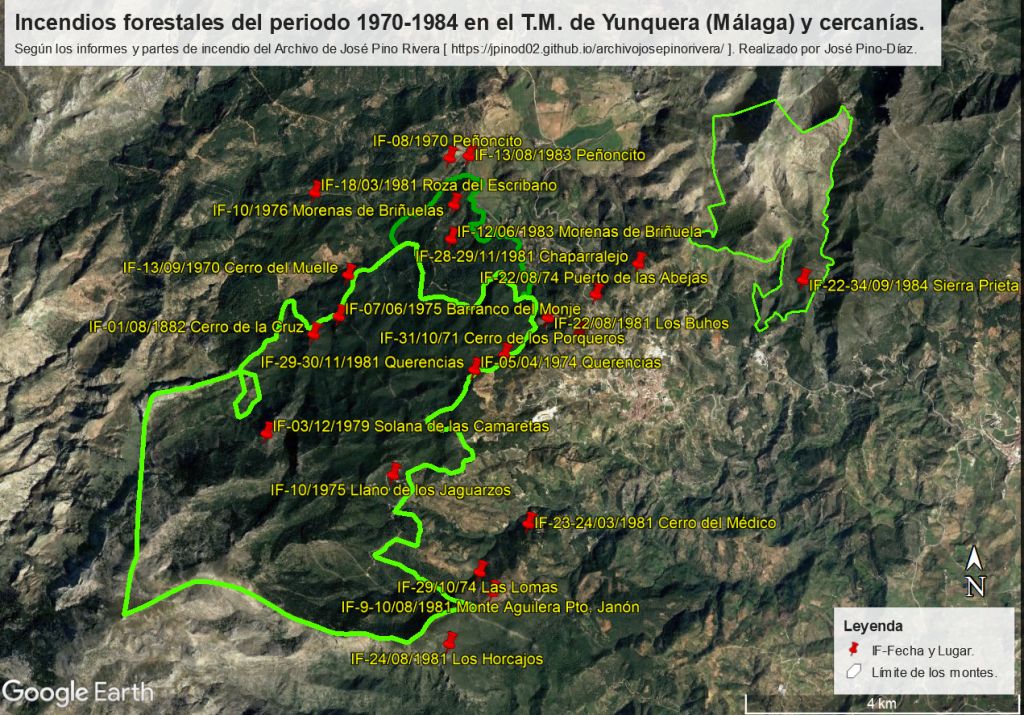 Incendios forestales del periodo 1970-1984 en el T.M. de Yunquera (Málaga) y cercanías.
Según los informes y partes de incendio del Archivo de José Pino Rivera [ https://jpinod02.github.io/archivojosepinorivera/ ]. Realizado por José Pino-Díaz.
IF-08/1970 Peñoncito
IF-13/08/1983 Peñoncito
IF-18/03/1981 Roza del Escribano
IF-10/1976 Morenas de Briñuelas
IF-12/06/1983 Morenas de Briñuela
IF-28-29/11/1981 Chaparralejo
IF-13/09/1970 Cerro del Muelle
IF-22/08/74 Puerto de las Abejas
IF-22-34/09/1984 Sierra Prieta
IF-07/06/1975 Barranco del Monje
IF-01/08/1882 Cerro de la Cruz
IF-22/08/1981 Los Buhos
IF-31/10/71 Cerro de los Porqueros
IF-29-30/11/1981 Querencias
IF-05/04/1974 Querencias
IF-03/12/1979 Solana de las Camaretas
IF-10/1975 Llano de los Jaguarzos
IF-23-24/03/1981 Cerro del Médico
IF-29/10/74 Las Lomas
IF-9-10/08/1981 Monte Aguilera Pto. Janón
IF-24/08/1981 Los Horcajos
N
Leyenda
IF-Fecha y Lugar.
Límite de los montes.
Google Earth
4 km